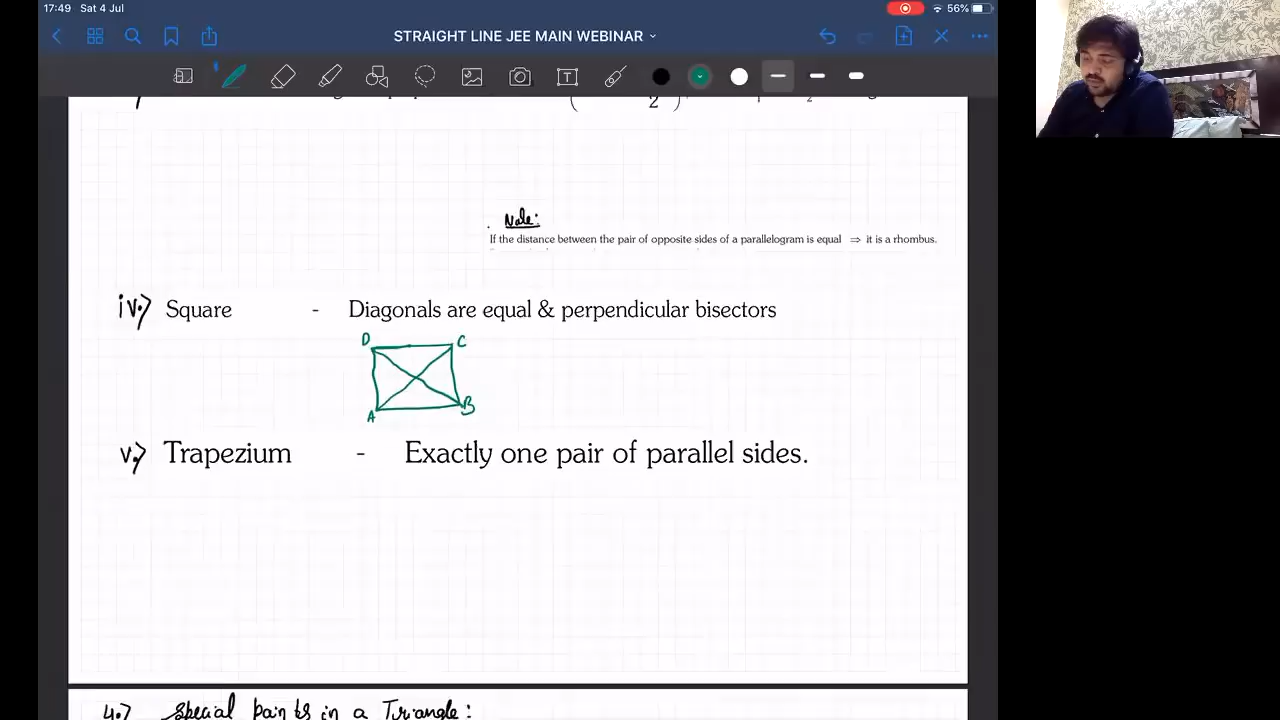 17:49 Sat 4 Jul 56%
STRAIGHT LINE JEE MAIN WEBINAR
2
Note:
If the distance between the pair of opposite sides of a parallelogram is equal ⇒ it is a rhombus.
iv.) Square - Diagonals are equal & perpendicular bisectors
D C
A B
v.) Trapezium - Exactly one pair of parallel sides.
4.) Special Points in a Triangle: